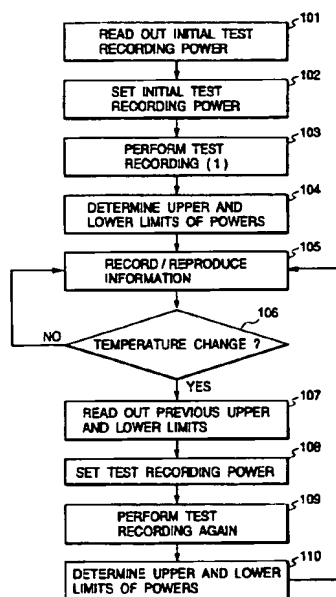 101
READ OUT INITIAL TEST
RECORDING POWER
102
SET INITIAL TEST
RECORDING POWER
103
PERFORM TEST
RECORDING (1)
104
DETERMINE UPPER AND
LOWER LIMITS OF POWERS
105
RECORD/REPRODUCE
INFORMATION
106
NO
TEMPERATURE CHANGE ?
YES
107
READ OUT PREVIOUS UPPER
AND LOWER LIMITS
108
SET TEST RECORDING POWER
109
PERFORM TEST
RECORDING AGAIN
110
DETERMINE UPPER AND LOWER
LIMITS OF POWERS